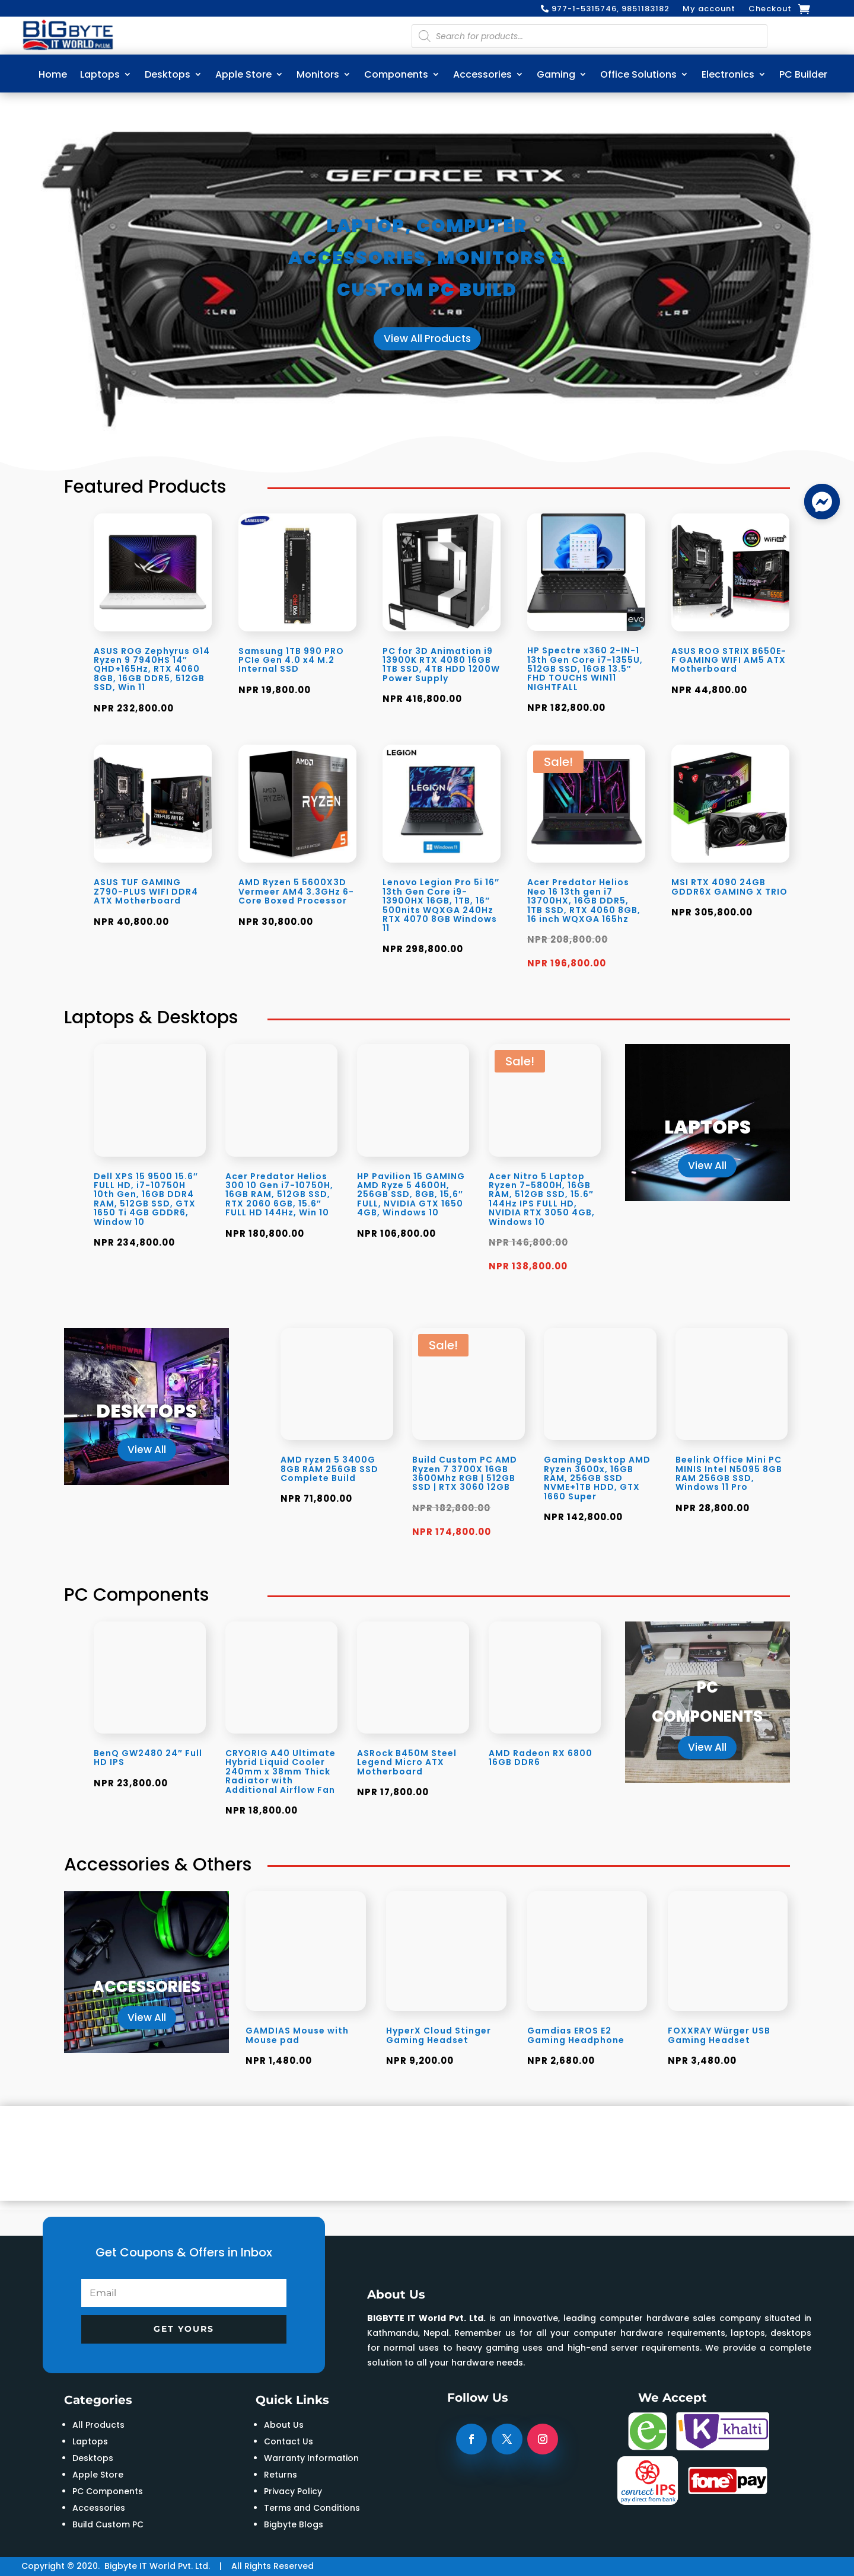 977-1-5315746, 9851183182 My account Checkout
BiGBYTE
IT WORLD Pvt. Ltd.
Search for products...
Home Laptops Desktops Apple Store Monitors Components Accessories Gaming Office Solutions Electronics PC Builder
GEFORCE RTX
LAPTOP, COMPUTER
ACCESSORIES, MONITORS &
CUSTOM PC BUILD
XLR8 XLR8 XLR8
View All Products
Featured Products
SAMSUNG
990 PRO
evo
WiFi 6E
ASUS ROG Zephyrus G14
Ryzen 9 7940HS 14″
QHD+165Hz, RTX 4060
8GB, 16GB DDR5, 512GB
SSD, Win 11
NPR 232,800.00
Samsung 1TB 990 PRO
PCIe Gen 4.0 x4 M.2
Internal SSD
NPR 19,800.00
PC for 3D Animation i9
13900K RTX 4080 16GB
1TB SSD, 4TB HDD 1200W
Power Supply
NPR 416,800.00
HP Spectre x360 2-IN-1
13th Gen Core i7-1355U,
512GB SSD, 16GB 13.5″
FHD TOUCHS WIN11
NIGHTFALL
NPR 182,800.00
ASUS ROG STRIX B650E-
F GAMING WIFI AM5 ATX
Motherboard
NPR 44,800.00
AMD
RYZEN
5
LEGION
LEGION
Windows 11
Sale!
ASUS TUF GAMING
Z790-PLUS WIFI DDR4
ATX Motherboard
NPR 40,800.00
AMD Ryzen 5 5600X3D
Vermeer AM4 3.3GHz 6-
Core Boxed Processor
NPR 30,800.00
Lenovo Legion Pro 5i 16″
13th Gen Core i9-
13900HX 16GB, 1TB, 16″
500nits WQXGA 240Hz
RTX 4070 8GB Windows
11
NPR 298,800.00
Acer Predator Helios
Neo 16 13th gen i7
13700HX, 16GB DDR5,
1TB SSD, RTX 4060 8GB,
16 inch WQXGA 165hz
NPR 208,800.00
NPR 196,800.00
MSI RTX 4090 24GB
GDDR6X GAMING X TRIO
NPR 305,800.00
Laptops & Desktops
Sale!
LAPTOPS
View All
Dell XPS 15 9500 15.6″
FULL HD, i7-10750H
10th Gen, 16GB DDR4
RAM, 512GB SSD, GTX
1650 Ti 4GB GDDR6,
Window 10
NPR 234,800.00
Acer Predator Helios
300 10 Gen i7-10750H,
16GB RAM, 512GB SSD,
RTX 2060 6GB, 15.6″
FULL HD 144Hz, Win 10
NPR 180,800.00
HP Pavilion 15 GAMING
AMD Ryze 5 4600H,
256GB SSD, 8GB, 15,6″
FULL, NVIDIA GTX 1650
4GB, Windows 10
NPR 106,800.00
Acer Nitro 5 Laptop
Ryzen 7-5800H, 16GB
RAM, 512GB SSD, 15.6″
144Hz IPS FULL HD,
NVIDIA RTX 3050 4GB,
Windows 10
NPR 146,800.00
NPR 138,800.00
DESKTOPS
View All
Sale!
AMD ryzen 5 3400G
8GB RAM 256GB SSD
Complete Build
NPR 71,800.00
Build Custom PC AMD
Ryzen 7 3700X 16GB
3600Mhz RGB | 512GB
SSD | RTX 3060 12GB
NPR 182,800.00
NPR 174,800.00
Gaming Desktop AMD
Ryzen 3600x, 16GB
RAM, 256GB SSD
NVME+1TB HDD, GTX
1660 Super
NPR 142,800.00
Beelink Office Mini PC
MINIS Intel N5095 8GB
RAM 256GB SSD,
Windows 11 Pro
NPR 28,800.00
PC Components
PC
COMPONENTS
View All
BenQ GW2480 24″ Full
HD IPS
NPR 23,800.00
CRYORIG A40 Ultimate
Hybrid Liquid Cooler
240mm x 38mm Thick
Radiator with
Additional Airflow Fan
NPR 18,800.00
ASRock B450M Steel
Legend Micro ATX
Motherboard
NPR 17,800.00
AMD Radeon RX 6800
16GB DDR6
Accessories & Others
ACCESSORIES
View All
GAMDIAS Mouse with
Mouse pad
NPR 1,480.00
HyperX Cloud Stinger
Gaming Headset
NPR 9,200.00
Gamdias EROS E2
Gaming Headphone
NPR 2,680.00
FOXXRAY Würger USB
Gaming Headset
NPR 3,480.00
Get Coupons & Offers in Inbox
Email
GET YOURS
About Us
BIGBYTE IT World Pvt. Ltd. is an innovative, leading computer hardware sales company situated in
Kathmandu, Nepal. Remember us for all your computer hardware requirements, laptops, desktops
for normal uses to heavy gaming uses and high-end server requirements. We provide a complete
solution to all your hardware needs.
Categories
All Products
Laptops
Desktops
Apple Store
PC Components
Accessories
Build Custom PC
Quick Links
About Us
Contact Us
Warranty Information
Returns
Privacy Policy
Terms and Conditions
Bigbyte Blogs
Follow Us
We Accept
khalti
connect IPS
pay direct from bank
fonepay
Copyright © 2020. Bigbyte IT World Pvt. Ltd. | All Rights Reserved